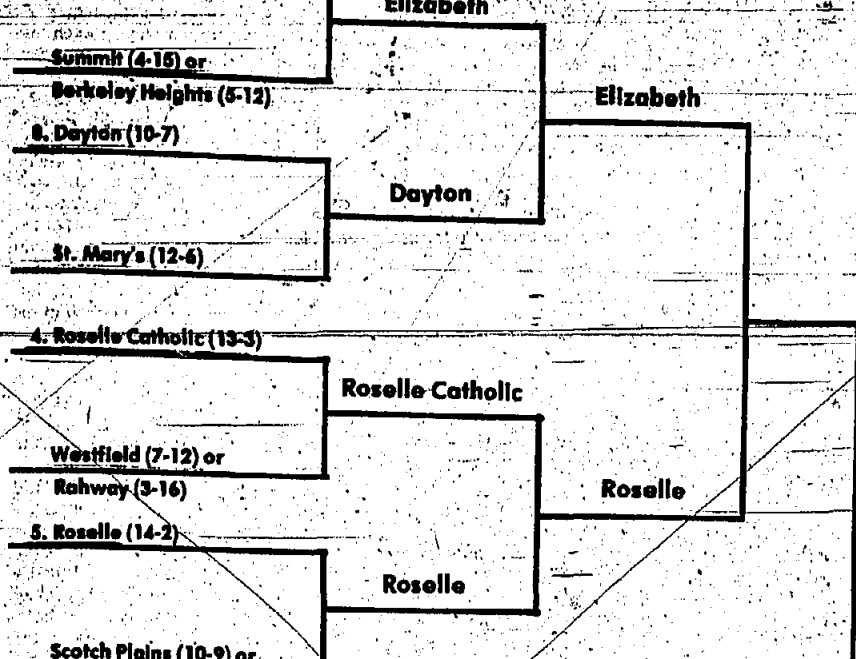 Elizabeth
Summit (4-15) or
Berkeley Heights (5-12)
Elizabeth
8. Dayton (10-7)
Dayton
St. Mary's (12-6)
4. Roselle Catholic (13-3)
Roselle Catholic
Westfield (7-12) or
Rahway (3-16)
Roselle
5. Roselle (14-2)
Roselle
Scotch Plains (10-9) or